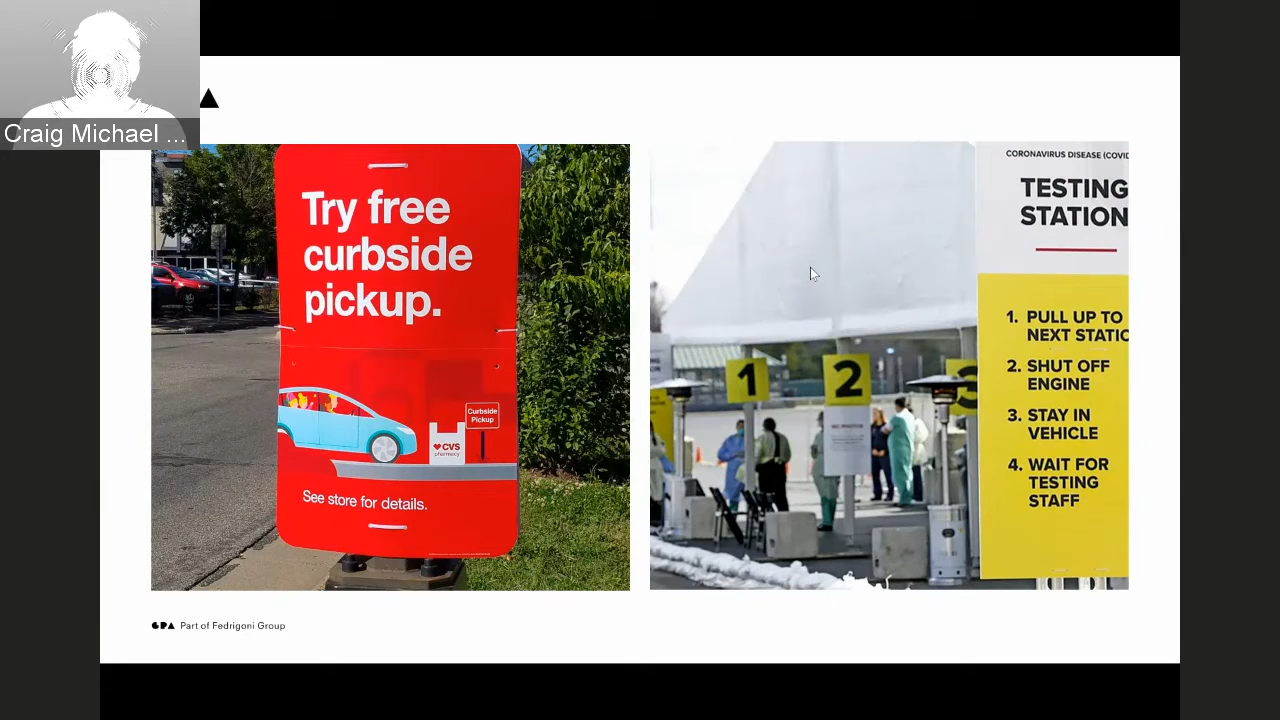 Craig Michael ...
Try free
curbside
pickup.
Curbside
Pickup
CVS
pharmacy
See store for details.
CORONAVIRUS DISEASE (COVID
TESTING
STATION
1. PULL UP TO
NEXT STATIO
2. SHUT OFF
ENGINE
3. STAY IN
VEHICLE
4. WAIT FOR
TESTING
STAFF
1
2
3
GPA Part of Fedrigoni Group